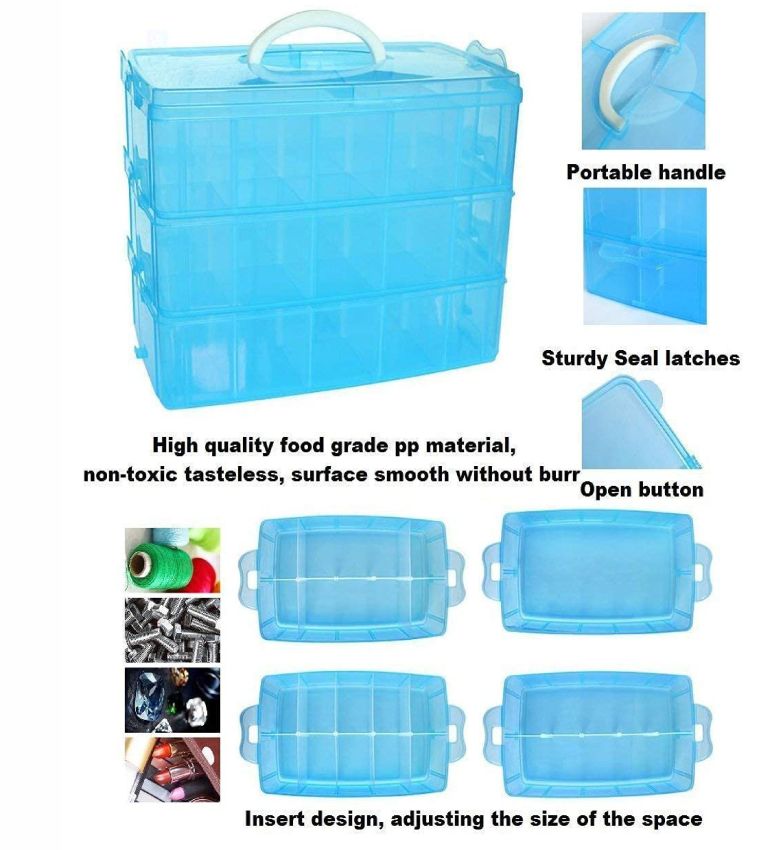 Portable handle
Sturdy Seal latches
High quality food grade pp material,
non-toxic tasteless, surface smooth without burr
Open button
Insert design, adjusting the size of the space